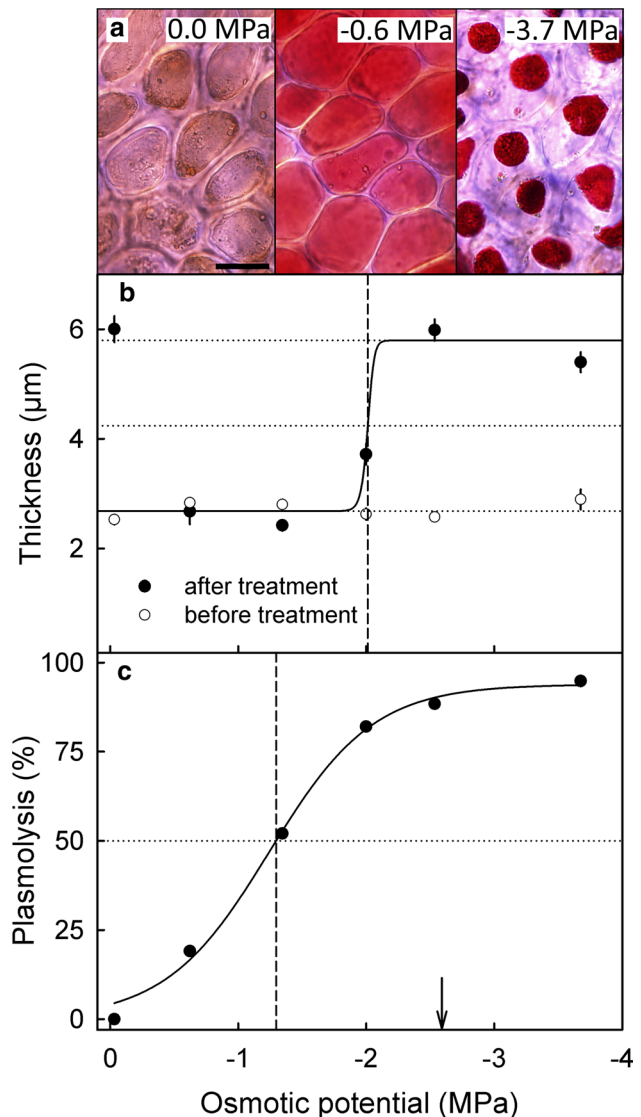 a 0.0 MPa -0.6 MPa -3.7 MPa
b
6
4
2
Thickness (µm)
after treatment
before treatment
c
100
75
50
25
0
Plasmolysis (%)
0 -1 -2 -3 -4
Osmotic potential (MPa)